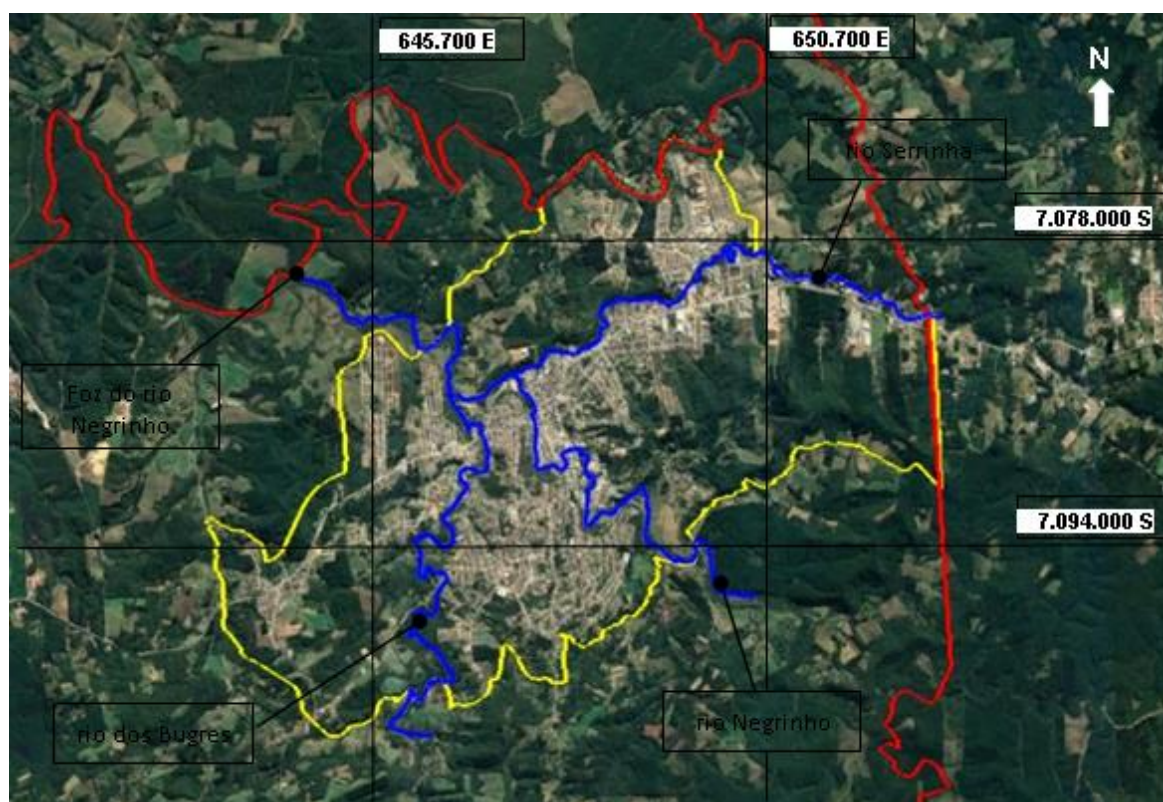 645.700 E
650.700 E
N
rio Serrinha
7.078.000 S
Foz do rio
Negrinho
7.094.000 S
rio dos Bugres
rio Negrinho